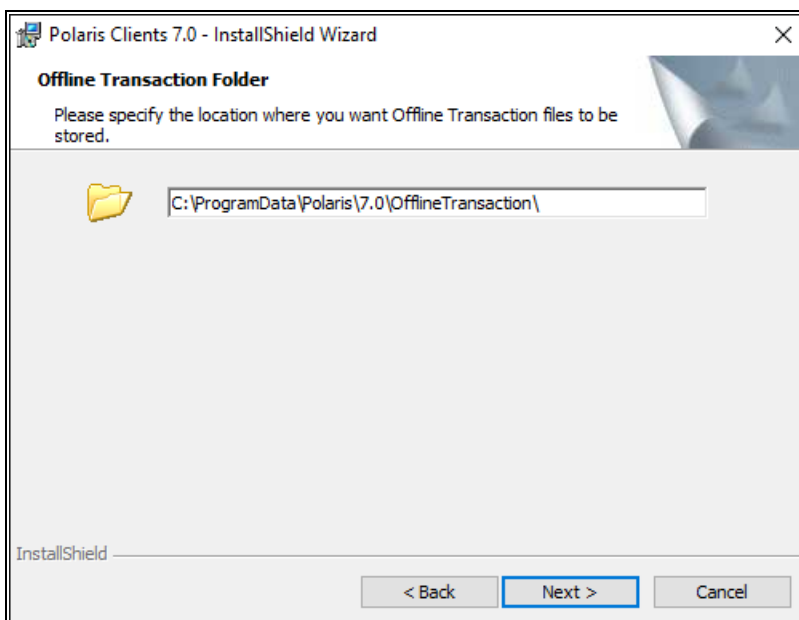 Polaris Clients 7.0 - InstallShield Wizard
Offline Transaction Folder
Please specify the location where you want Offline Transaction files to be
stored.
C:\ProgramData\Polaris\7.0\OfflineTransaction\
InstallShield
< Back
Next >
Cancel